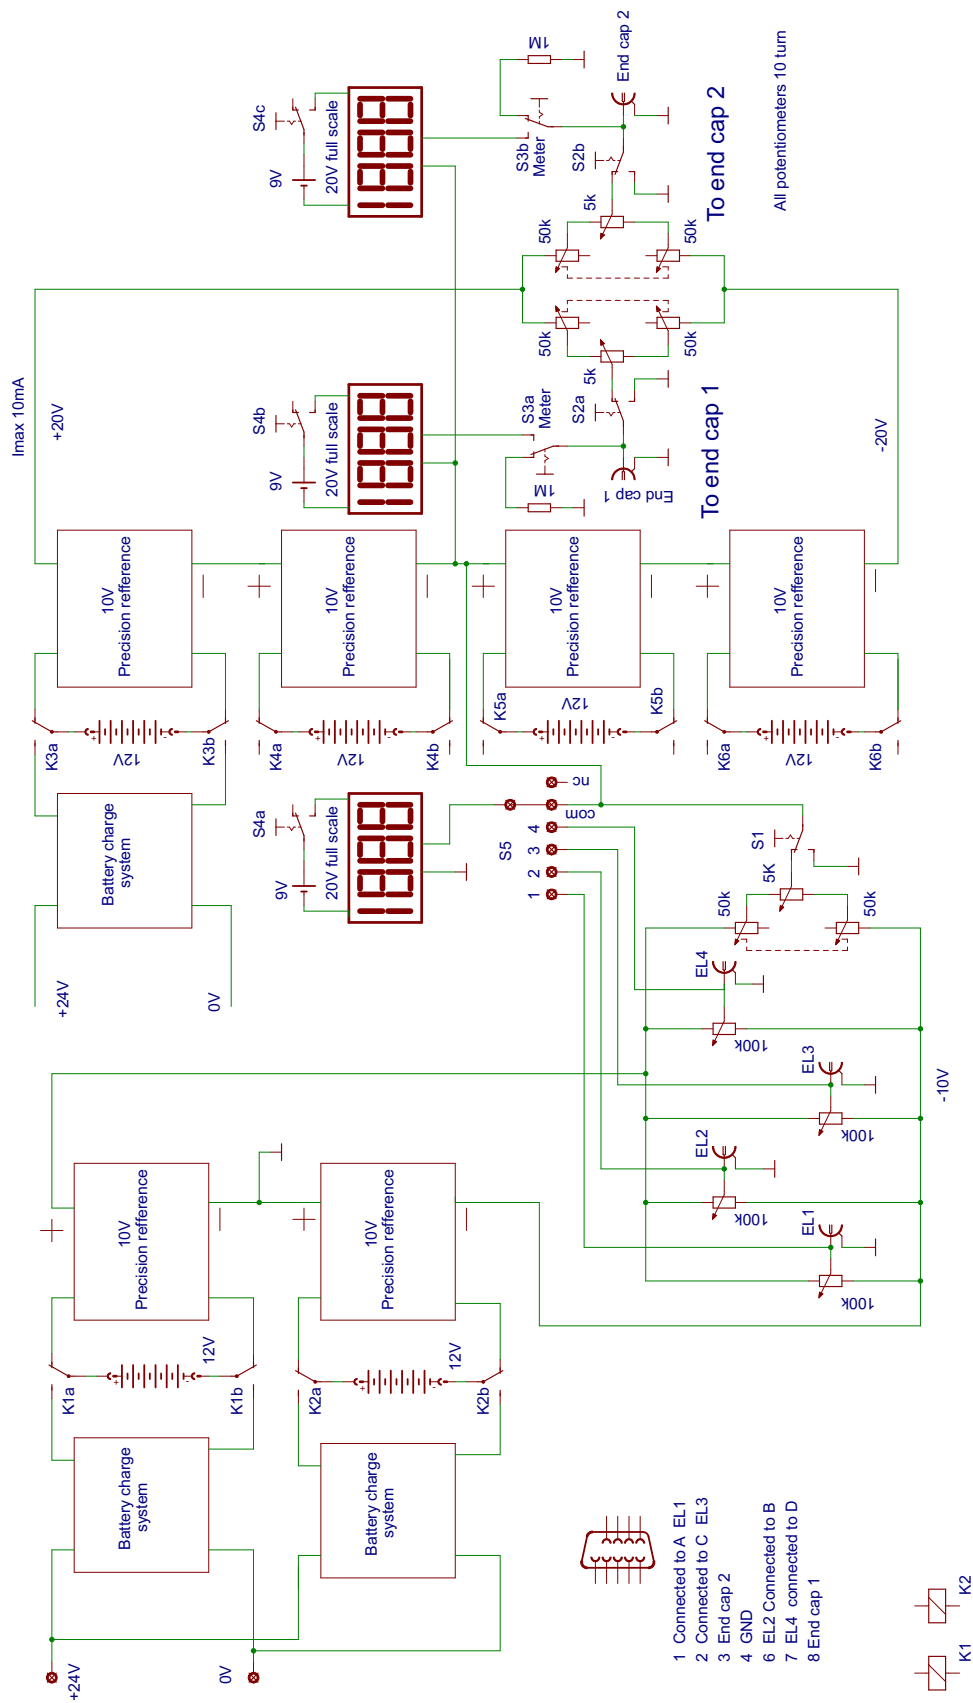 Imax 10mA
+20V
-20V
S4c
9V
20V full scale
S3b
Meter
1M
End cap 2
S2b
5k
50k
50k
To end cap 2
All potentiometers 10 turn
S4b
9V
20V full scale
S3a
Meter
1M
End cap 1
S2a
5k
50k
50k
To end cap 1
10V
Precision refference
10V
Precision refference
10V
Precision refference
10V
Precision refference
K3a
12V
K3b
K4a
12V
K4b
K5a
12V
K5b
K6a
12V
K6b
Battery charge
system
+24V
0V
S4a
9V
20V full scale
S5
1
2
3
4
com
nc
S1
5K
50k
50k
EL4
100k
EL3
100k
EL2
100k
EL1
100k
-10V
10V
Precision refference
10V
Precision refference
K1a
12V
K1b
K2a
12V
K2b
Battery charge
system
Battery charge
system
+24V
0V
1 Connected to A EL1
2 Connected to C EL3
3 End cap 2
4 GND
6 EL2 Connected to B
7 EL4 connected to D
8 End cap 1
K1
K2